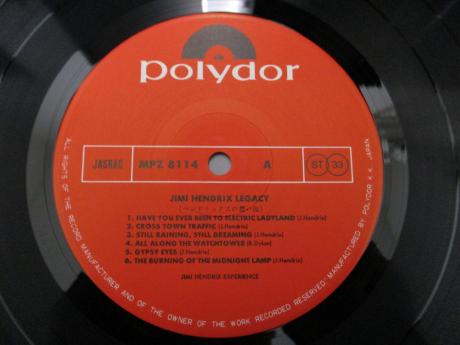 polydor
JASRAC
MPZ 8114
A
ST 33
JIMI HENDRIX LEGACY
1. HAVE YOU EVER BEEN TO ELECTRIC LADYLAND (J.Hendrix)
2. CROSS TOWN TRAFFIC (J.Hendrix)
3. STILL RAINING, STILL DREAMING (J.Hendrix)
4. ALL ALONG THE WATCHTOWER (B.Dylan)
5. GYPSY EYES (J.Hendrix)
6. THE BURNING OF THE MIDNIGHT LAMP (J.Hendrix)
JIMI HENDRIX EXPERIENCE
ALL RIGHTS OF THE RECORD MANUFACTURER AND OF THE OWNER OF THE WORK RECORDED RESERVED. MANUFACTURED BY POLYDOR K.K. JAPAN